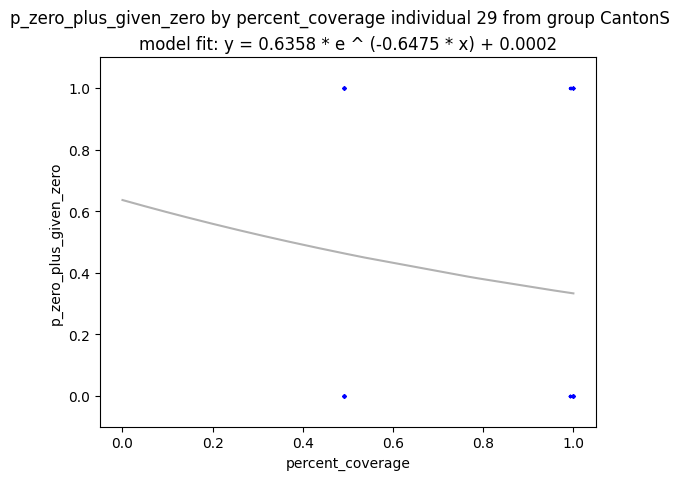 p_zero_plus_given_zero by percent_coverage individual 29 from group CantonS
model fit: y = 0.6358 * e ^ (-0.6475 * x) + 0.0002
1.0
0.8
0.6
0.4
0.2
0.0
p_zero_plus_given_zero
0.0 0.2 0.4 0.6 0.8 1.0
percent_coverage